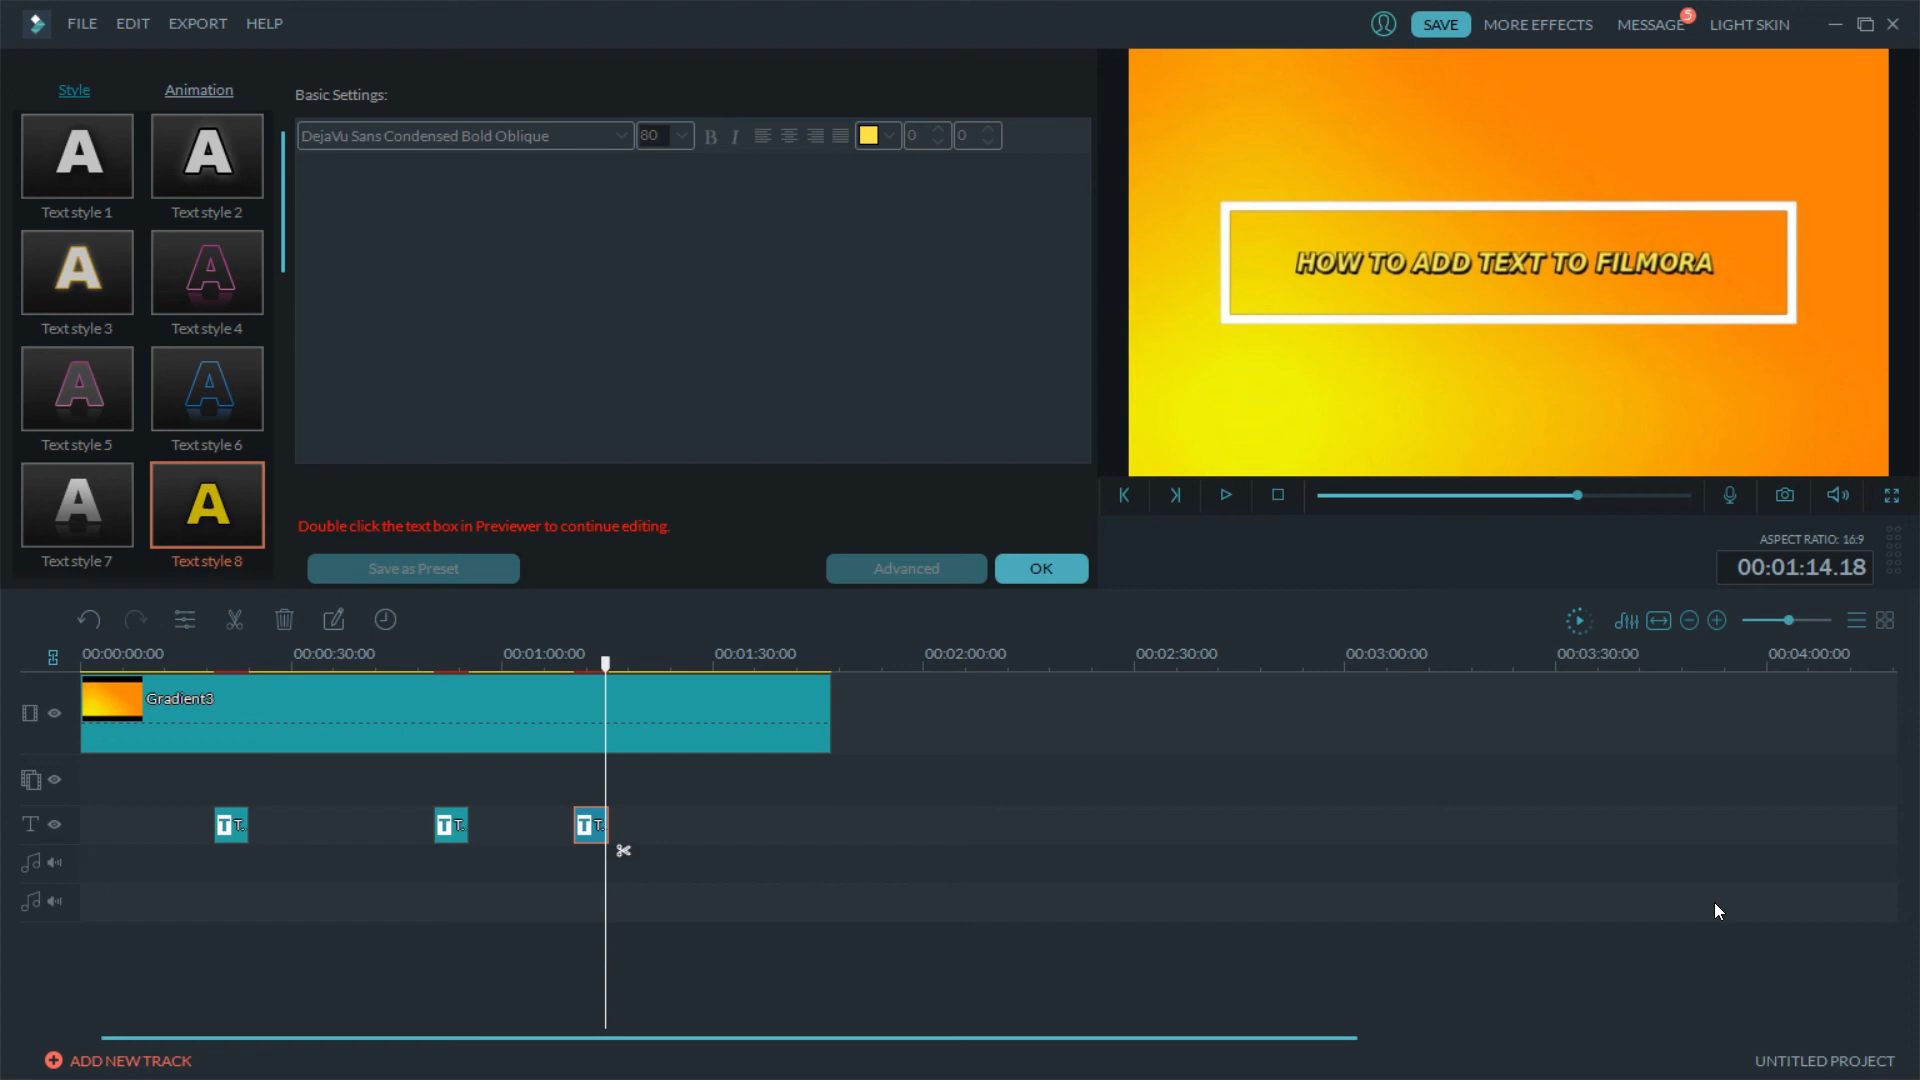 FILE EDIT EXPORT HELP
SAVE MORE EFFECTS MESSAGE 5 LIGHT SKIN
Style Animation
Basic Settings:
DejaVu Sans Condensed Bold Oblique 80 B I 0 0
A A
Text style 1 Text style 2
A A
Text style 3 Text style 4
A A
Text style 5 Text style 6
A A
Text style 7 Text style 8
HOW TO ADD TEXT TO FILMORA
Double click the text box in Previewer to continue editing.
Save as Preset Advanced OK
ASPECT RATIO: 16:9
00:01:14.18
00:00:00:00 00:00:30:00 00:01:00:00 00:01:30:00 00:02:00:00 00:02:30:00 00:03:00:00 00:03:30:00 00:04:00:00
Gradient3
T T T. T T. T T.
ADD NEW TRACK
UNTITLED PROJECT